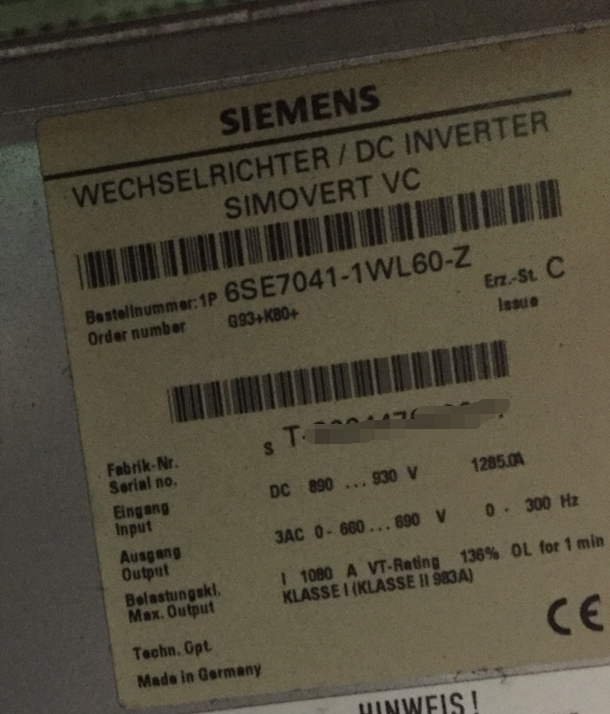 SIEMENS
WECHSELRICHTER / DC INVERTER
SIMOVERT VC
Bestellnummer: 1P 6SE7041-1WL60-Z
Order number G93+K80+
Erz.-St. C
Issue
Fabrik-Nr. S T-
Serial no.
Eingang DC 890 ... 930 V 1285.0A
Input
Ausgang 3AC 0- 660 ... 690 V 0 - 300 Hz
Output
Belastungskl. I 1080 A VT-Rating 136% OL for 1 min
Max. Output KLASSE I (KLASSE II 983A)
Techn. Opt.
Made in Germany
CE
HINWEIS!